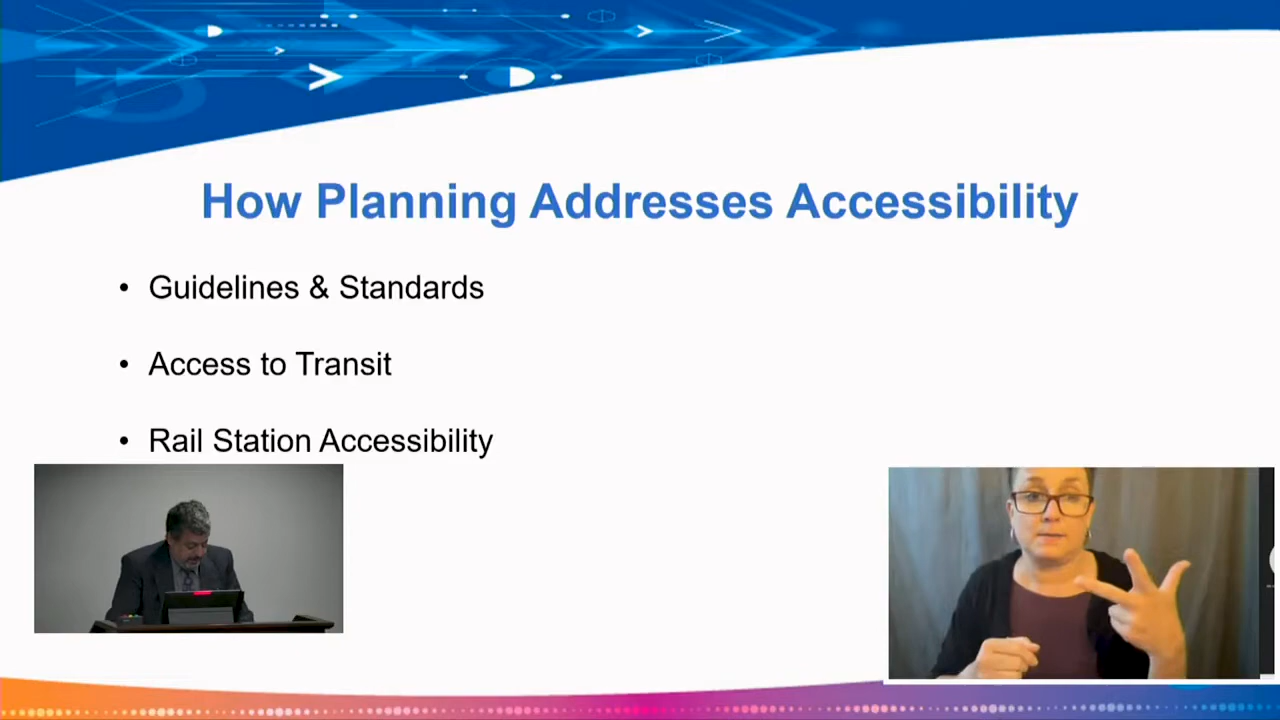 How Planning Addresses Accessibility
• Guidelines & Standards
• Access to Transit
• Rail Station Accessibility